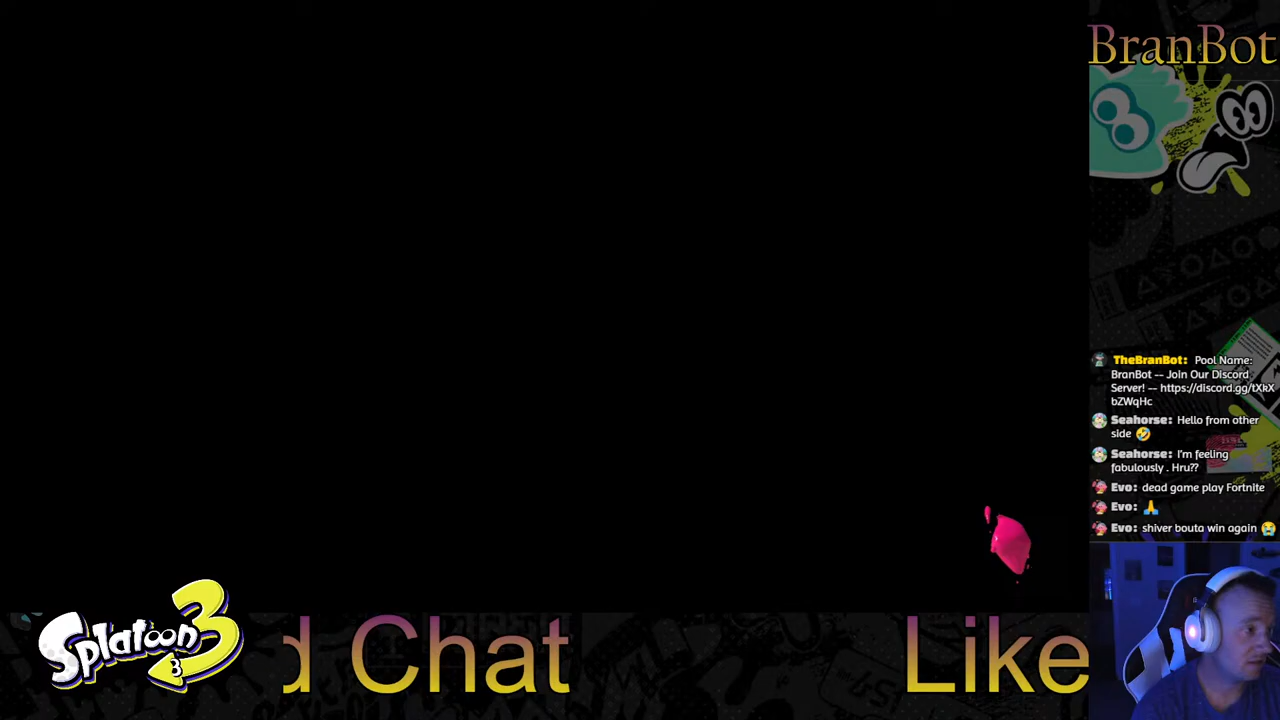 BranBot
TheBranBot: Pool Name:
BranBot -- Join Our Discord
Server! -- https://discord.gg/tXkX
bZWqHc
Seahorse: Hello from other
side 🤣
Seahorse: I'm feeling
fabulously . Hru??
Evo: dead game play Fortnite
Evo: 🙏
Evo: shiver bouta win again 😭
Splatoon 3
d Chat
Like